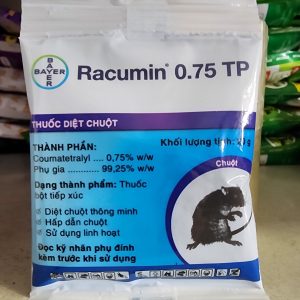 BAYER
BAYER
Racumin® 0.75 TP
THUỐC DIỆT CHUỘT
Khối lượng tịnh:
THÀNH PHẦN:
Coumatetralyl .... 0,75% w/w
Phụ gia ............ 99,25% w/w
Chuột
Dạng thành phẩm: Thuốc
bột tiếp xúc
Diệt chuột thông minh
Hấp dẫn chuột
Sử dụng linh hoạt
Đọc kỹ nhãn phụ đính
kèm trước khi sử dụng